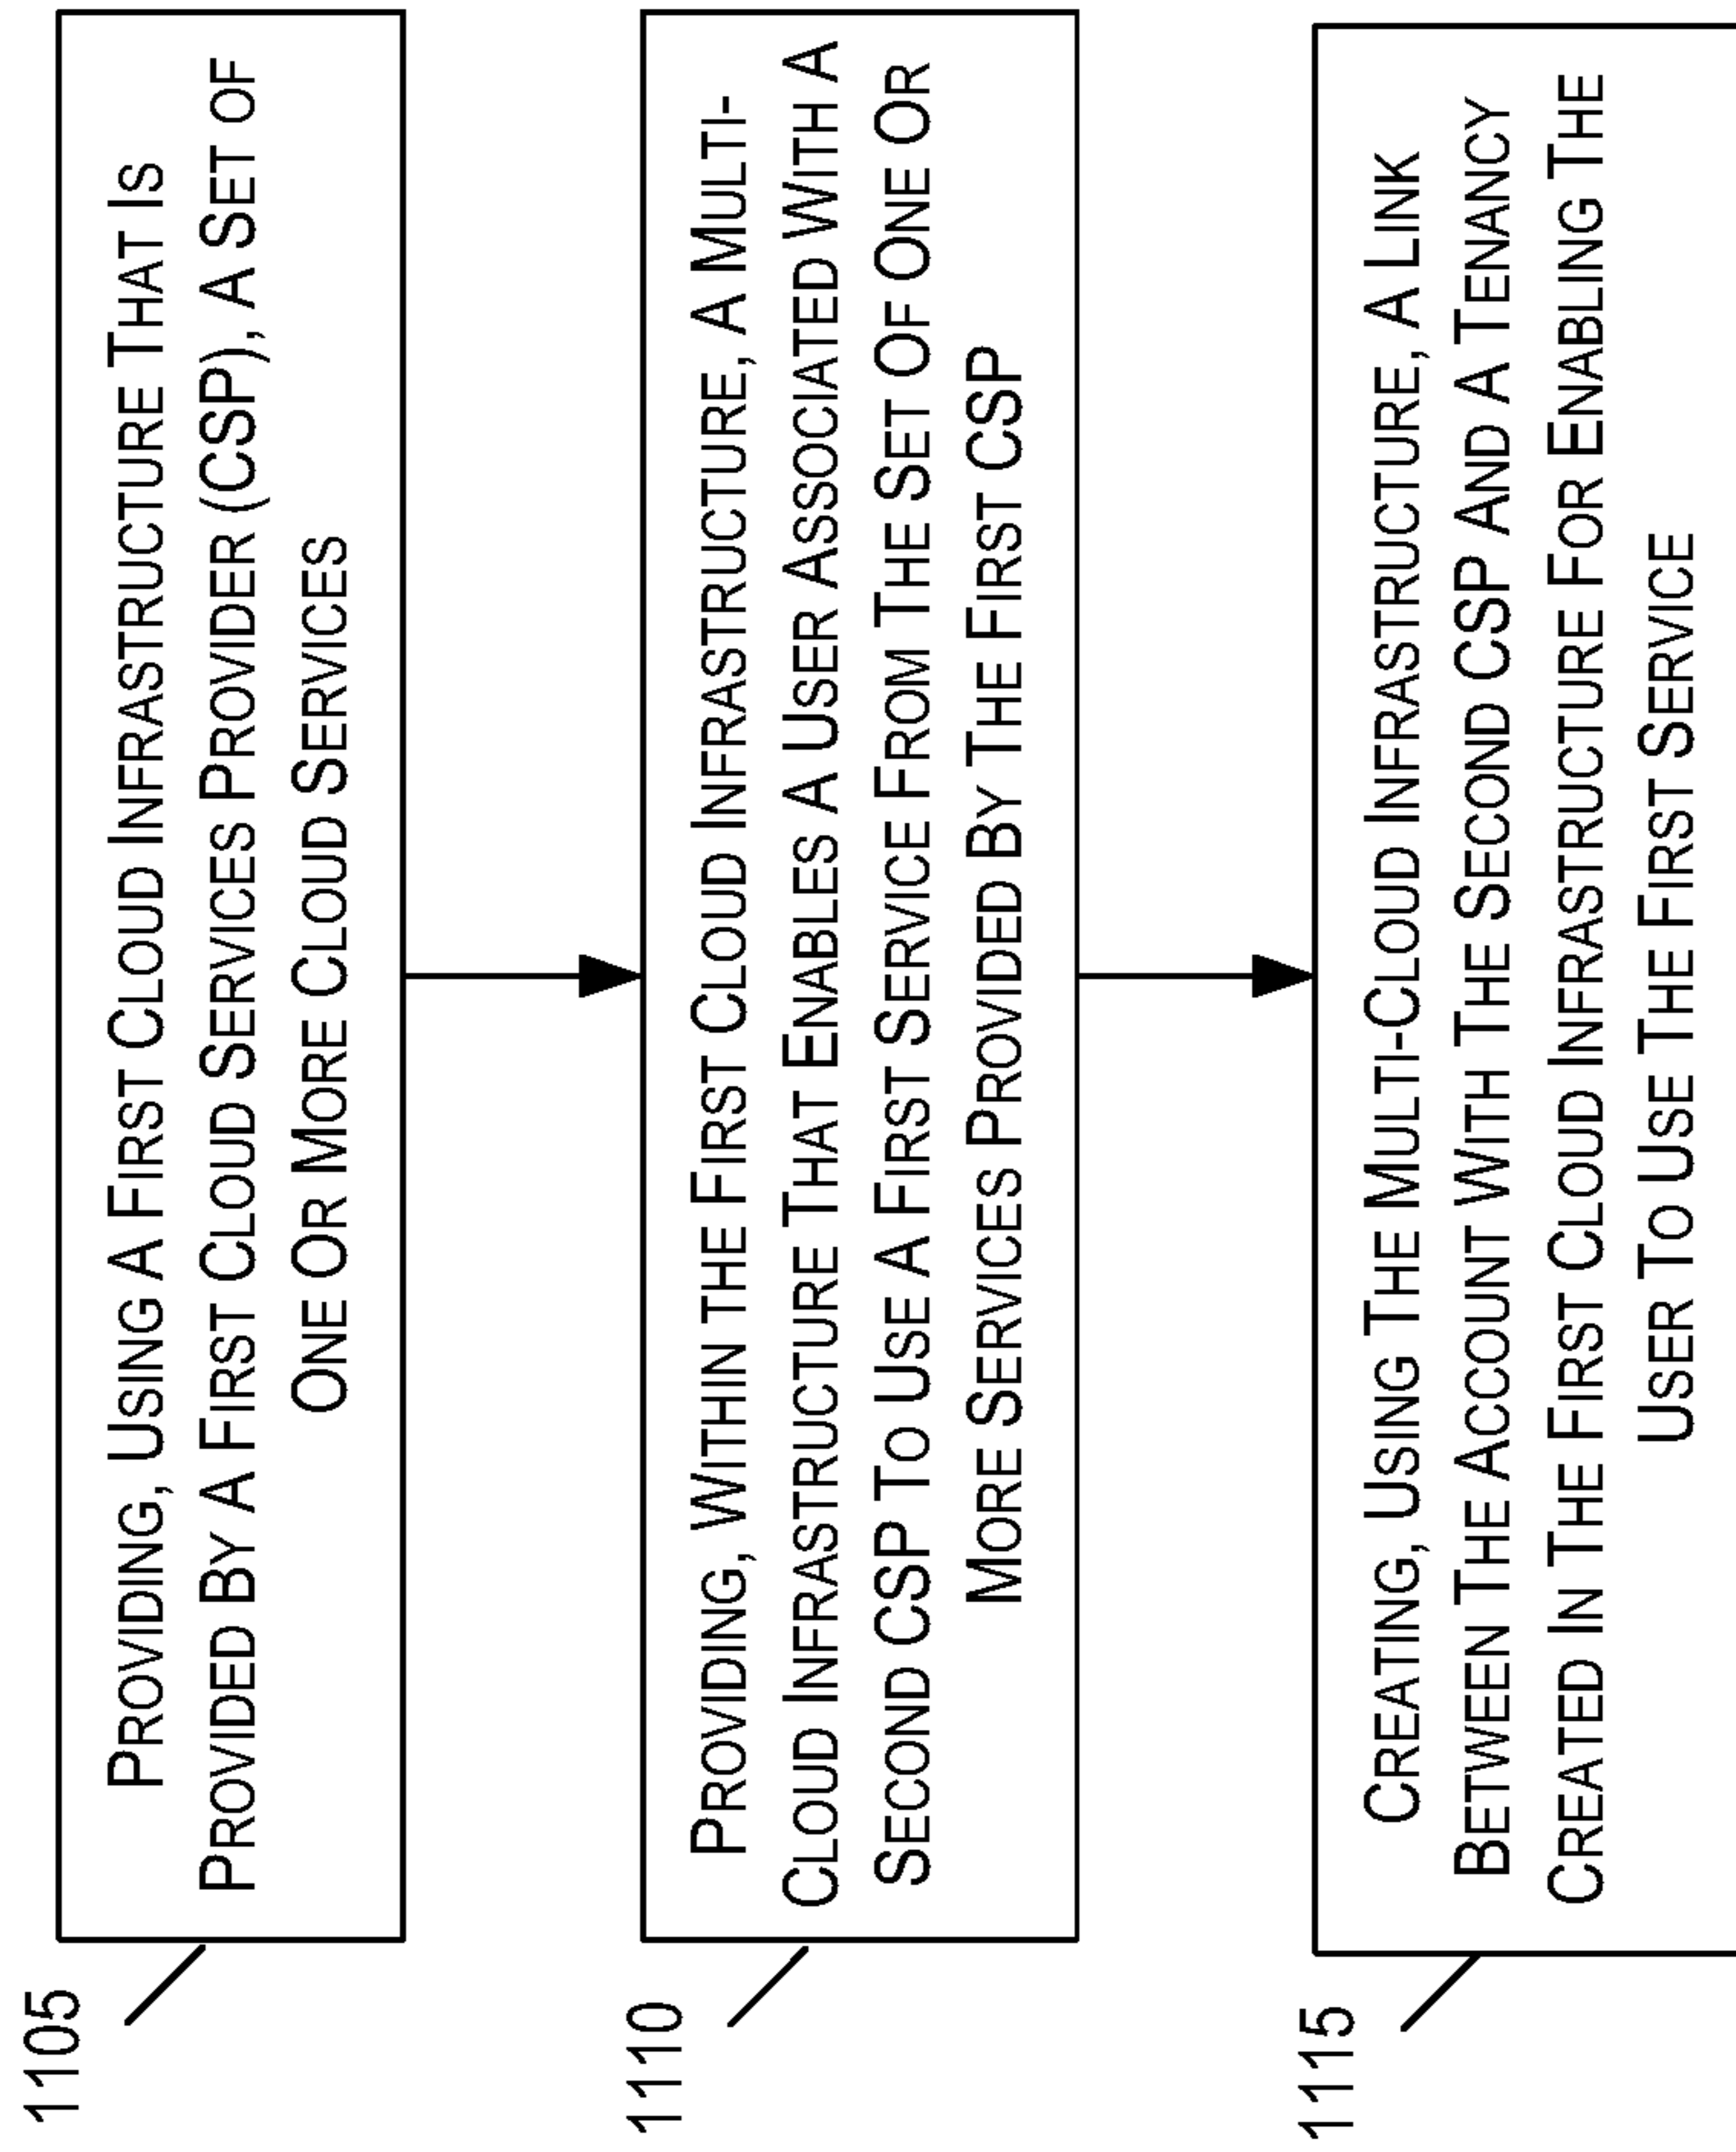 1105
Providing, Using A First Cloud Infrastructure That Is
Provided By A First Cloud Services Provider (CSP), A Set of
One Or More Cloud Services
1110
Providing, Within the First Cloud Infrastructure, A Multi-
Cloud Infrastructure That Enables A User Associated With A
Second CSP To Use A First Service From The Set Of One Or
More Services Provided By The First CSP
1115
Creating, Using The Multi-Cloud Infrastructure, A Link
Between The Account With The Second CSP And A Tenancy
Created In The First Cloud Infrastructure For Enabling The
User To Use The First Service